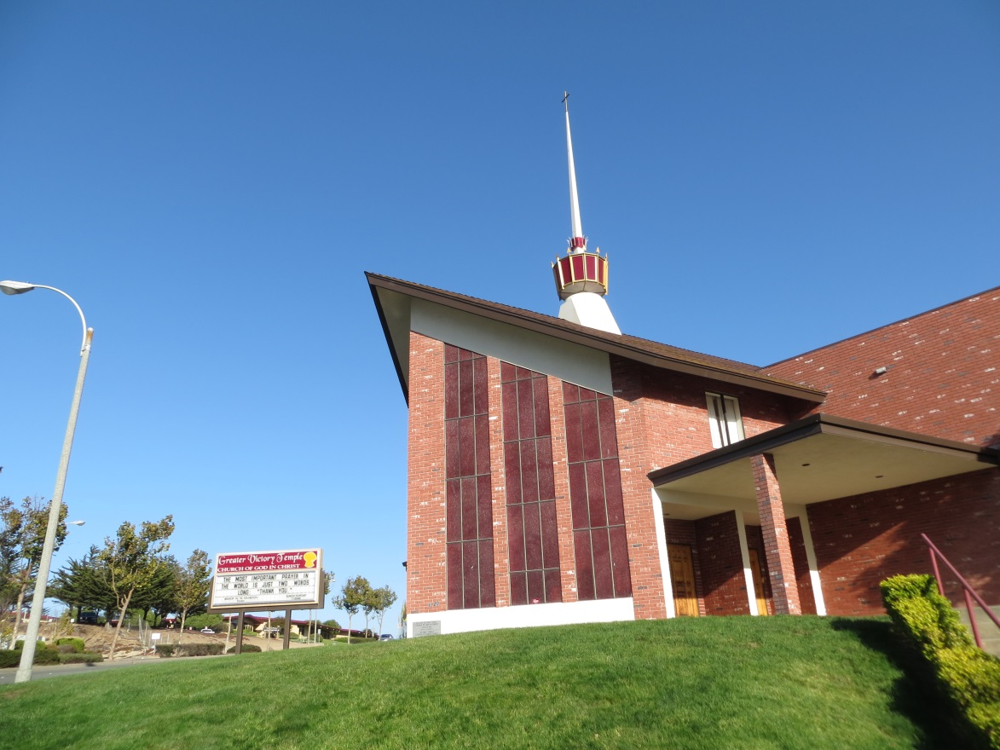 Greater Victory Temple
CHURCH OF GOD IN CHRIST
THE MOST IMPORTANT PRAYER IN
THE WORLD IS JUST TWO WORDS
LONG "THANK YOU"